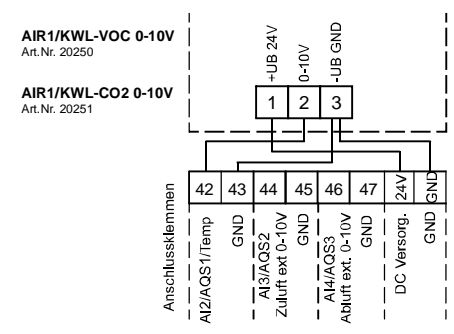 AIR1/KWL-VOC 0-10V
Art.Nr. 20250
AIR1/KWL-CO2 0-10V
Art.Nr. 20251
+UB 24V
0-10V
-UB GND
1 2 3
42 43 44 45 46 47 24V GND
Anschlussklemmen
AI2/AQS1/Temp
GND
AI3/AQS2
Zuluft ext 0-10V
GND
AI4/AQS3
Abluft ext. 0-10V
GND
DC Versorg.
GND